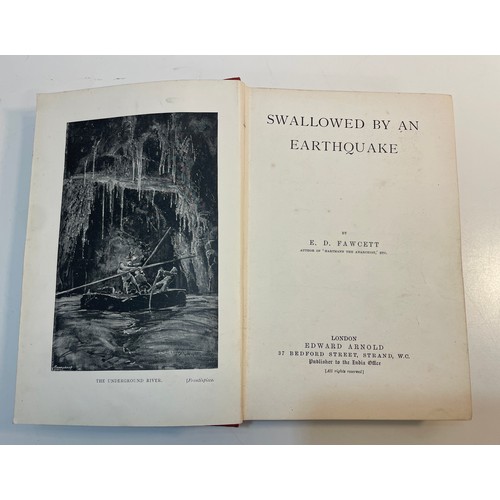 THE UNDERGROUND RIVER. [Frontispiece
SWALLOWED BY AN
EARTHQUAKE
BY
E. D. FAWCETT
AUTHOR OF "HARTMANN THE ANARCHIST," ETC.
LONDON
EDWARD ARNOLD
37 BEDFORD STREET, STRAND, W.C.
Publisher to the India Office
[All rights reserved]